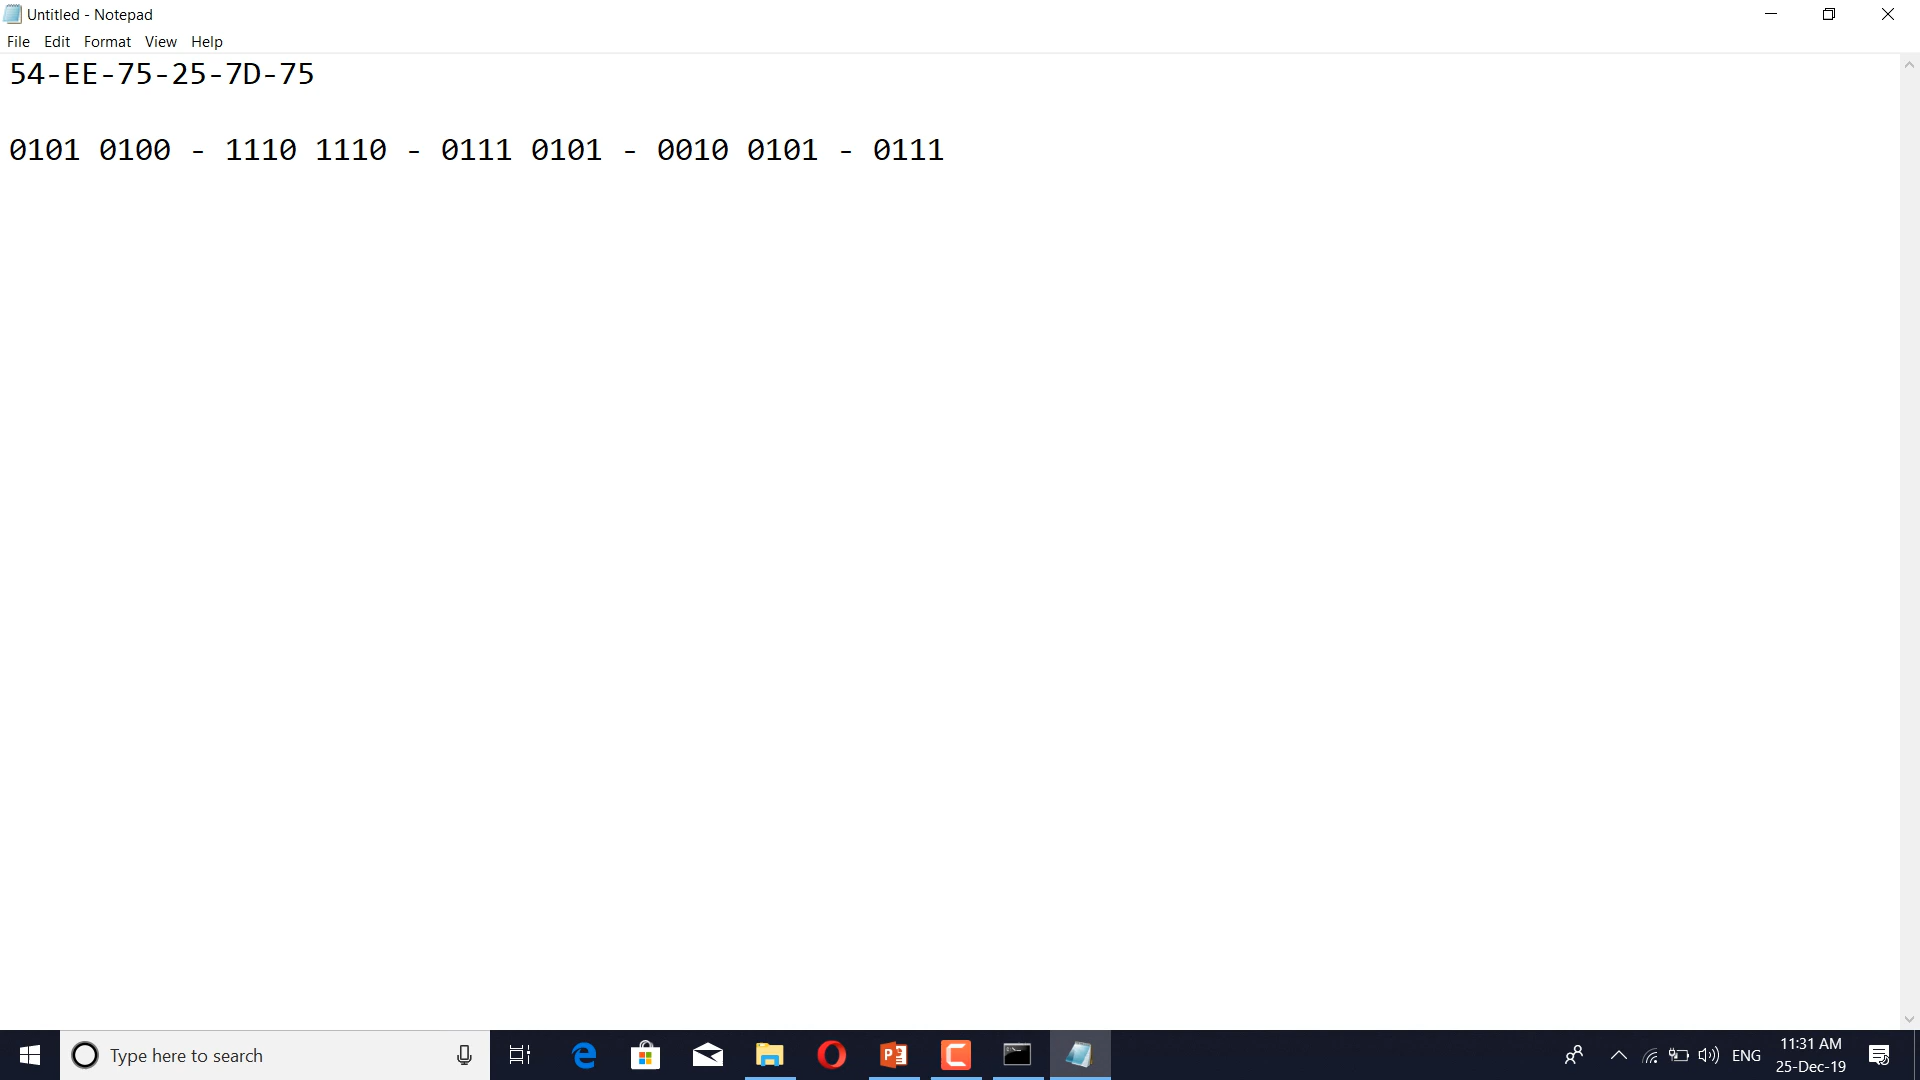 Untitled - Notepad
File Edit Format View Help
54-EE-75-25-7D-75
0101 0100 - 1110 1110 - 0111 0101 - 0010 0101 - 0111
Type here to search
ENG
11:31 AM
25-Dec-19